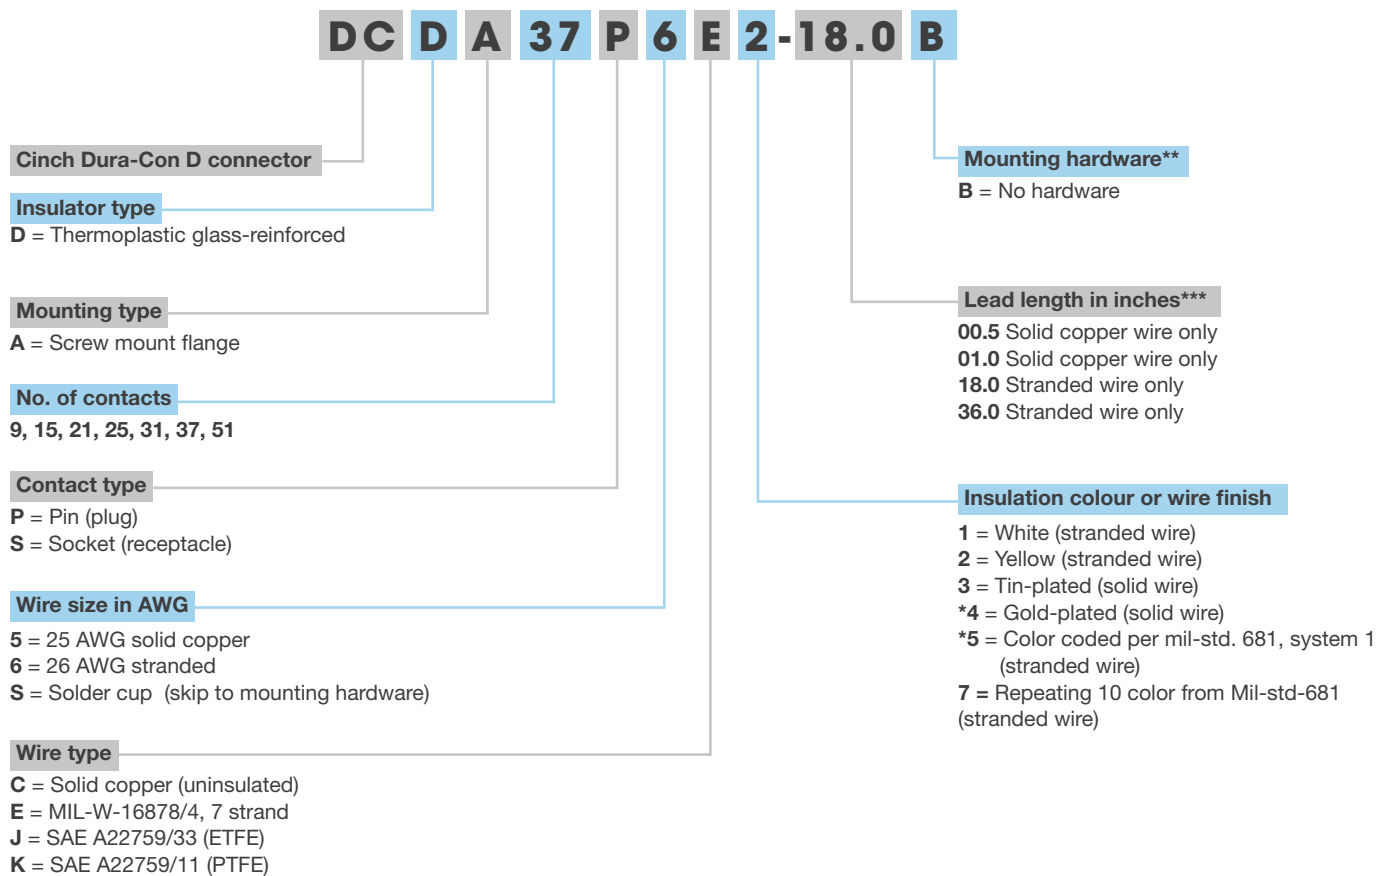 DCDA37P6E2-18.0B
Cinch Dura-Con D connector
Insulator type
D = Thermoplastic glass-reinforced
Mounting type
A = Screw mount flange
No. of contacts
9, 15, 21, 25, 31, 37, 51
Contact type
P = Pin (plug)
S = Socket (receptacle)
Wire size in AWG
5 = 25 AWG solid copper
6 = 26 AWG stranded
S = Solder cup (skip to mounting hardware)
Wire type
C = Solid copper (uninsulated)
E = MIL-W-16878/4, 7 strand
J = SAE A22759/33 (ETFE)
K = SAE A22759/11 (PTFE)
Mounting hardware**
B = No hardware
Lead length in inches***
00.5 Solid copper wire only
01.0 Solid copper wire only
18.0 Stranded wire only
36.0 Stranded wire only
Insulation colour or wire finish
1 = White (stranded wire)
2 = Yellow (stranded wire)
3 = Tin-plated (solid wire)
*4 = Gold-plated (solid wire)
*5 = Color coded per mil-std. 681, system 1
(stranded wire)
7 = Repeating 10 color from Mil-std-681
(stranded wire)